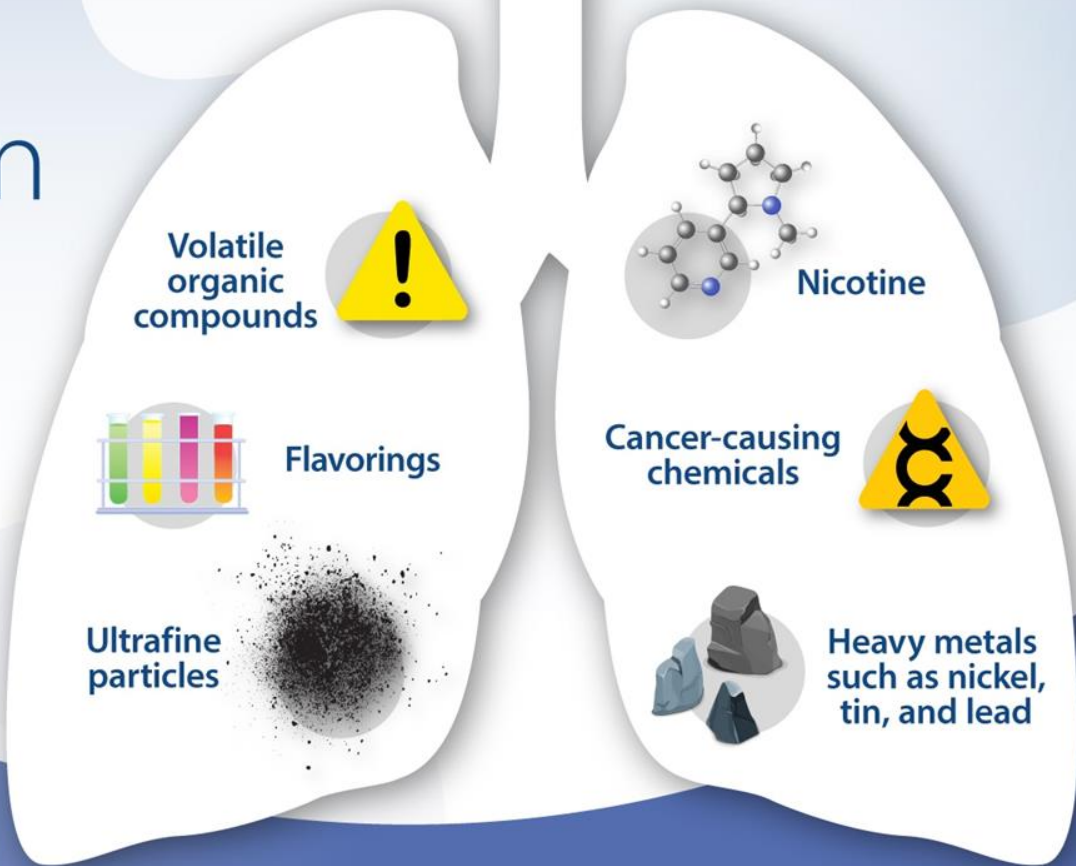 n
Volatile
organic
compounds
Flavorings
Ultrafine
particles
Nicotine
Cancer-causing
chemicals
Heavy metals
such as nickel,
tin, and lead